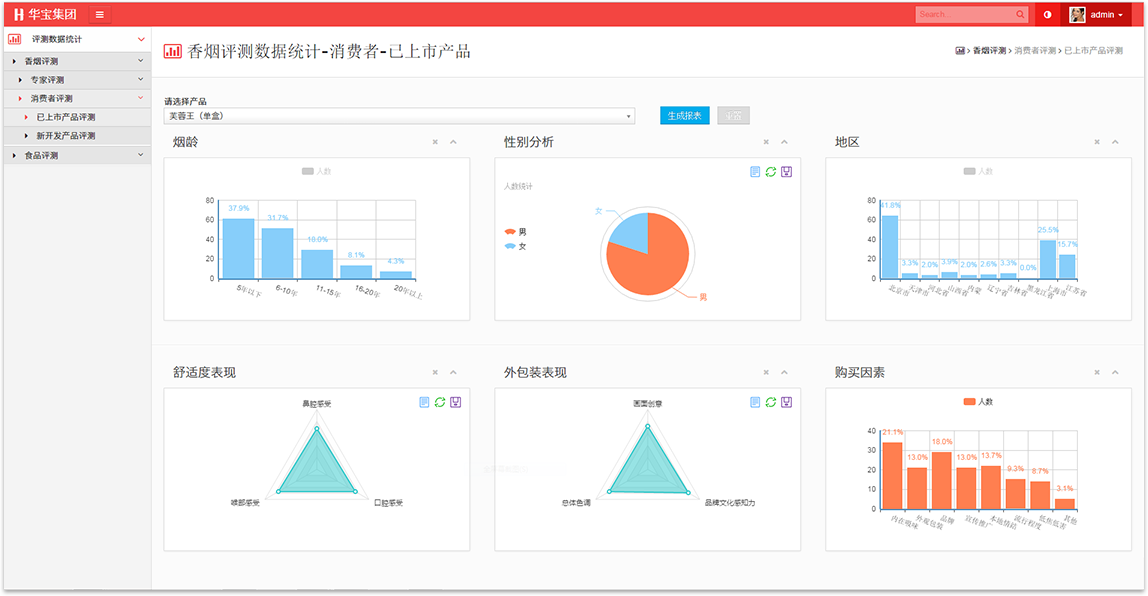 华宝集团
Search...
admin
评测数据统计
香烟评测
专家评测
消费者评测
已上市产品评测
新开发产品评测
食品评测
香烟评测数据统计-消费者-已上市产品
香烟评测 > 消费者评测 > 已上市产品评测
请选择产品
芙蓉王（单盒）
生成报表
烟龄
人数
80
60
40
20
0
37.9%
31.7%
18.0%
8.1%
4.3%
5年以下
6-10年
11-15年
16-20年
20年以上
性别分析
人数统计
男
女
女
男
地区
人数
80
60
40
20
0
41.8%
3.3%
2.0%
3.9%
2.0%
2.6%
3.3%
0.0%
25.5%
15.7%
北京市
天津市
河北省
山西省
内蒙
辽宁省
吉林省
黑龙江省
上海市
江苏省
舒适度表现
鼻腔感受
喉部感受
口腔感受
外包装表现
画面创意
总体色调
品牌文化感知力
购买因素
人数
40
30
20
10
0
21.1%
13.0%
18.0%
13.0%
13.7%
9.3%
8.7%
3.1%
内在吸味
外观包装
品牌
宣传推广
本地情结
流行程度
低焦低害
其他